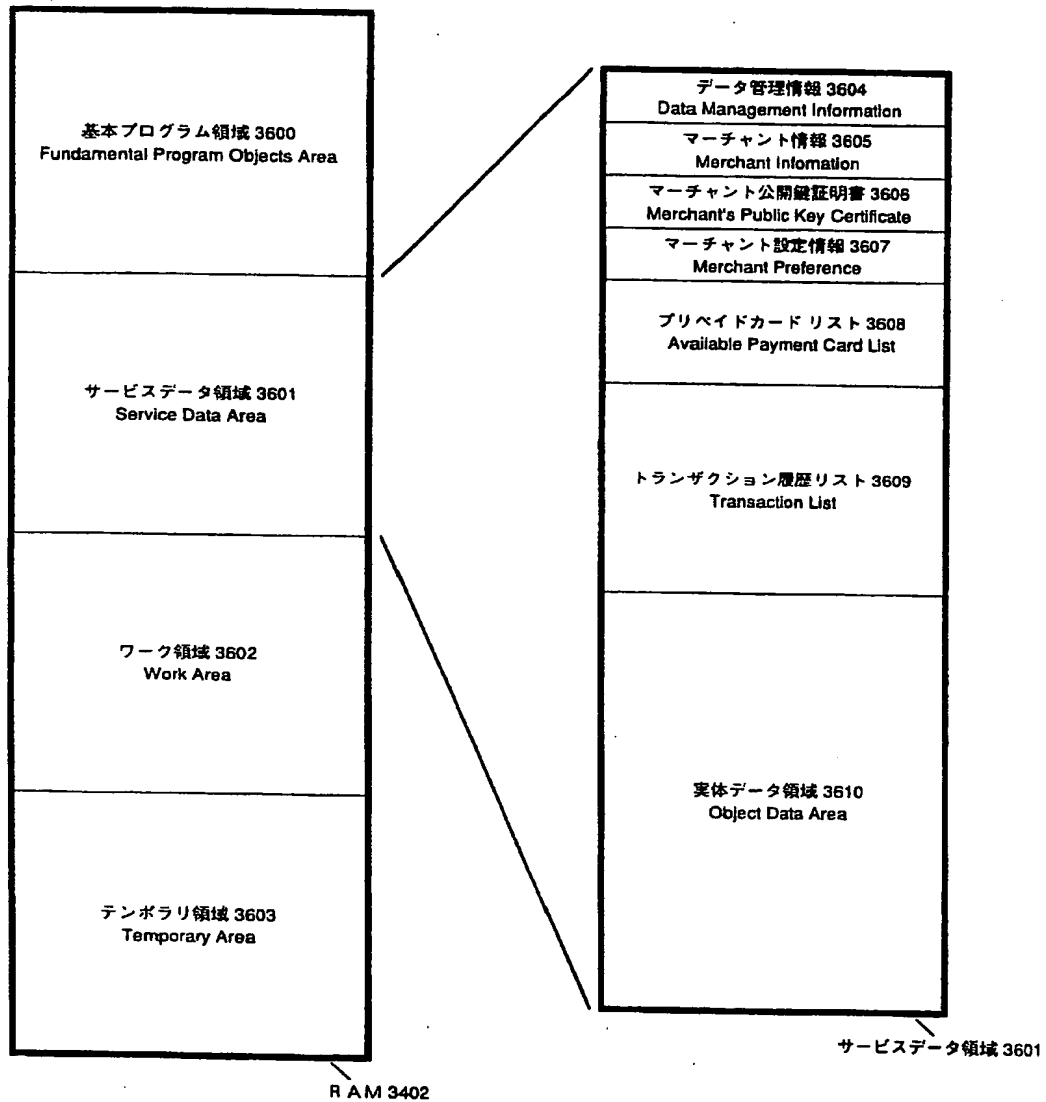 基本プログラム領域 3600
Fundamental Program Objects Area
サービスデータ領域 3601
Service Data Area
ワーク領域 3602
Work Area
テンポラリ領域 3603
Temporary Area
RAM 3402
データ管理情報 3604
Data Management Information
マーチャント情報 3605
Merchant Infomation
マーチャント公開鍵証明書 3606
Merchant's Public Key Certificate
マーチャント設定情報 3607
Merchant Preference
プリペイドカード リスト 3608
Available Payment Card List
トランザクション履歴リスト 3609
Transaction List
実体データ領域 3610
Object Data Area
サービスデータ領域 3601